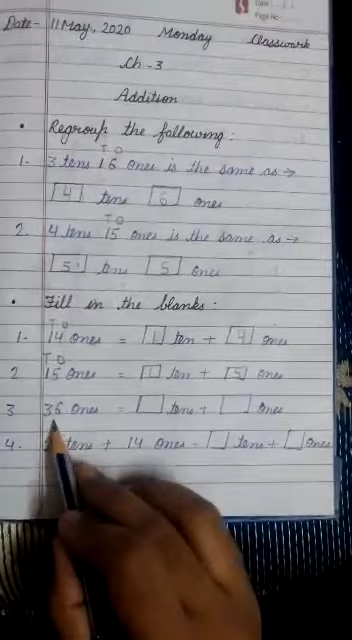 Date
Page No
Date- 11 May, 2020 Monday Classwork
Ch-3
Addition
• Regroup the following:
T O
1- 3 tens 16 ones is the same as →
4 tens 6 ones
T O
2. 4 tens 15 ones is the same as →
5 tens 5 ones
• Fill in the blanks:
T O
1- 14 ones = 1 ten + 4 ones
T O
2 15 ones = 1 ten + 5 ones
3 36 ones = tens + ones
4. tens + 14 ones = tens + ones